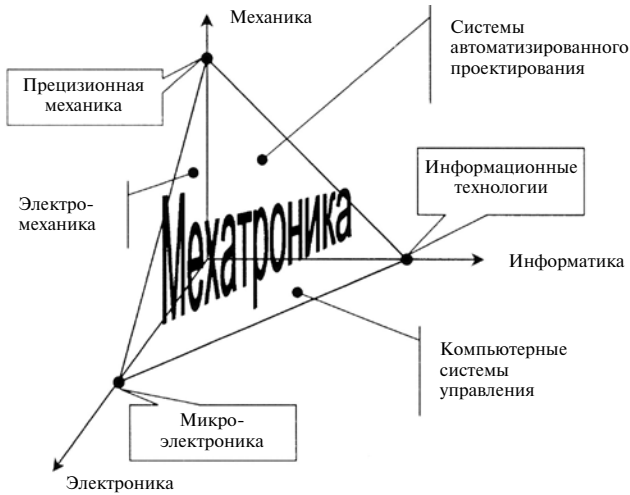 Механика
Системы
автоматизированного
проектирования
Прецизионная
механика
Информационные
технологии
Электро-
механика
Мехатроника
Информатика
Компьютерные
системы
управления
Микро-
электроника
Электроника